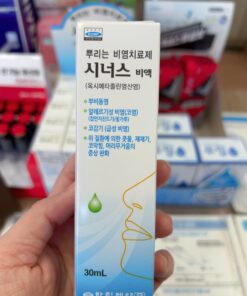 뿌리는 비염치료제
시너스 비액
(옥시메타졸린염산염)
• 부비동염
• 알레르기성 비염(코염)
• 코감기 (급성 비염)
• 위 질환에 의한 콧물, 재채기,
코막힘, 머리무거움의
증상 완화
30mL